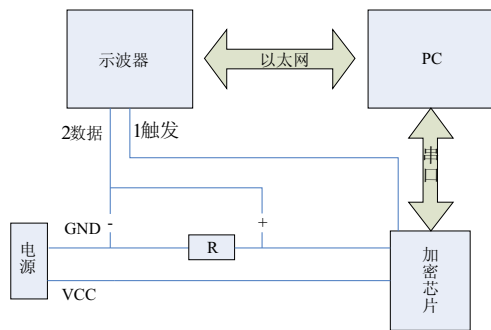 示波器
以太网
PC
2数据
1触发
串口
GND
-
+
R
电源
VCC
加密芯片